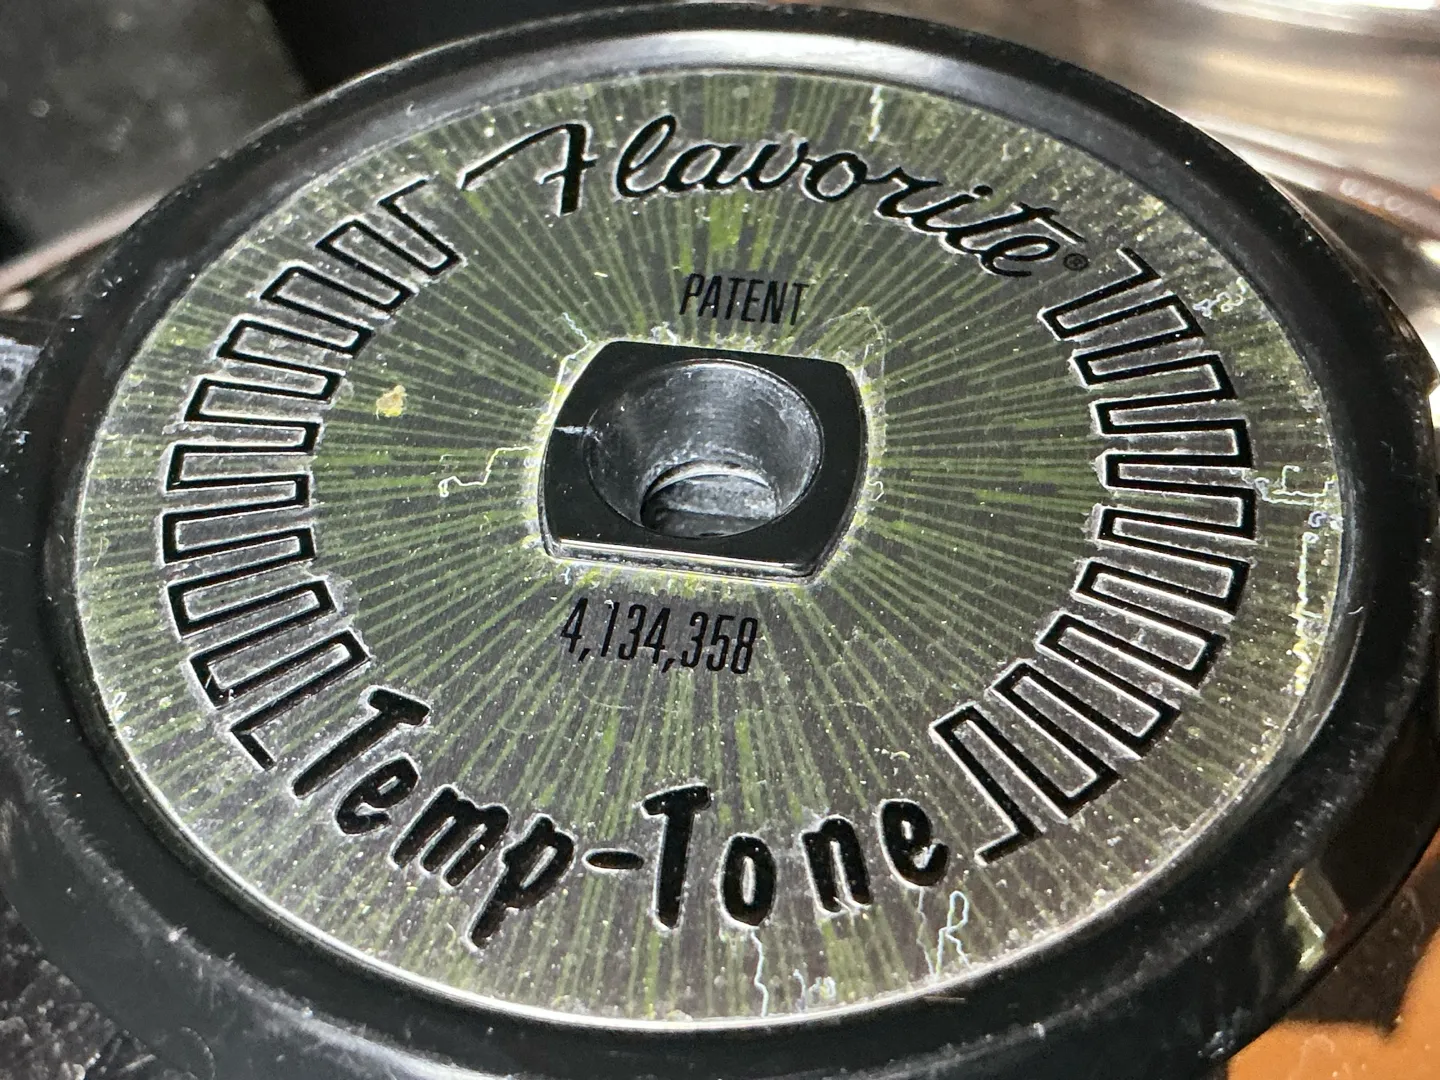 Flavorite®
PATENT
4,134,358
Temp-Tone